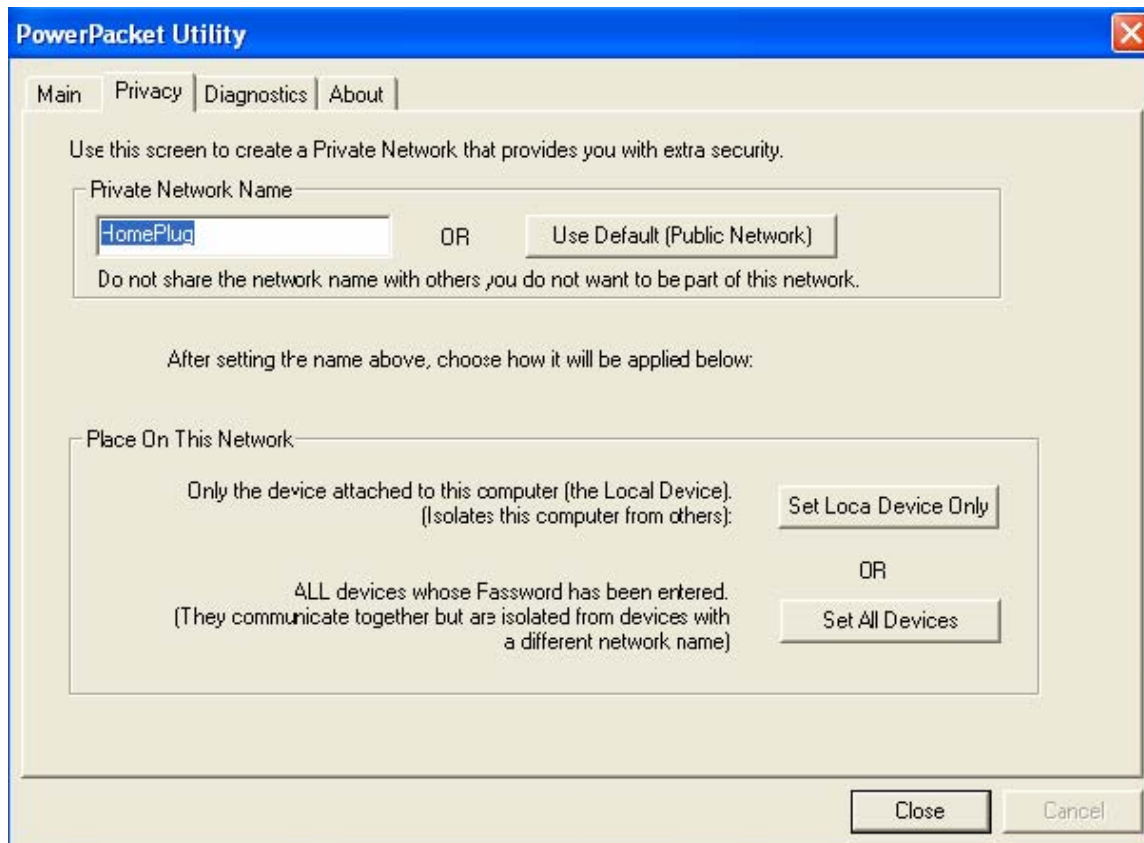 PowerPacket Utility
Main Privacy Diagnostics About
Use this screen to create a Private Network that provides you with extra security.
Private Network Name
HomePlug OR Use Default (Public Network)
Do not share the network name with others you do not want to be part of this network.
After setting the name above, choose how it will be applied below:
Place On This Network
Only the device attached to this computer (the Local Device).
(Isolates this computer from others):
Set Loca Device Only
OR
ALL devices whose Fassword has been entered.
(They communicate together but are isolated from devices with
a different network name)
Set All Devices
Close Cancel